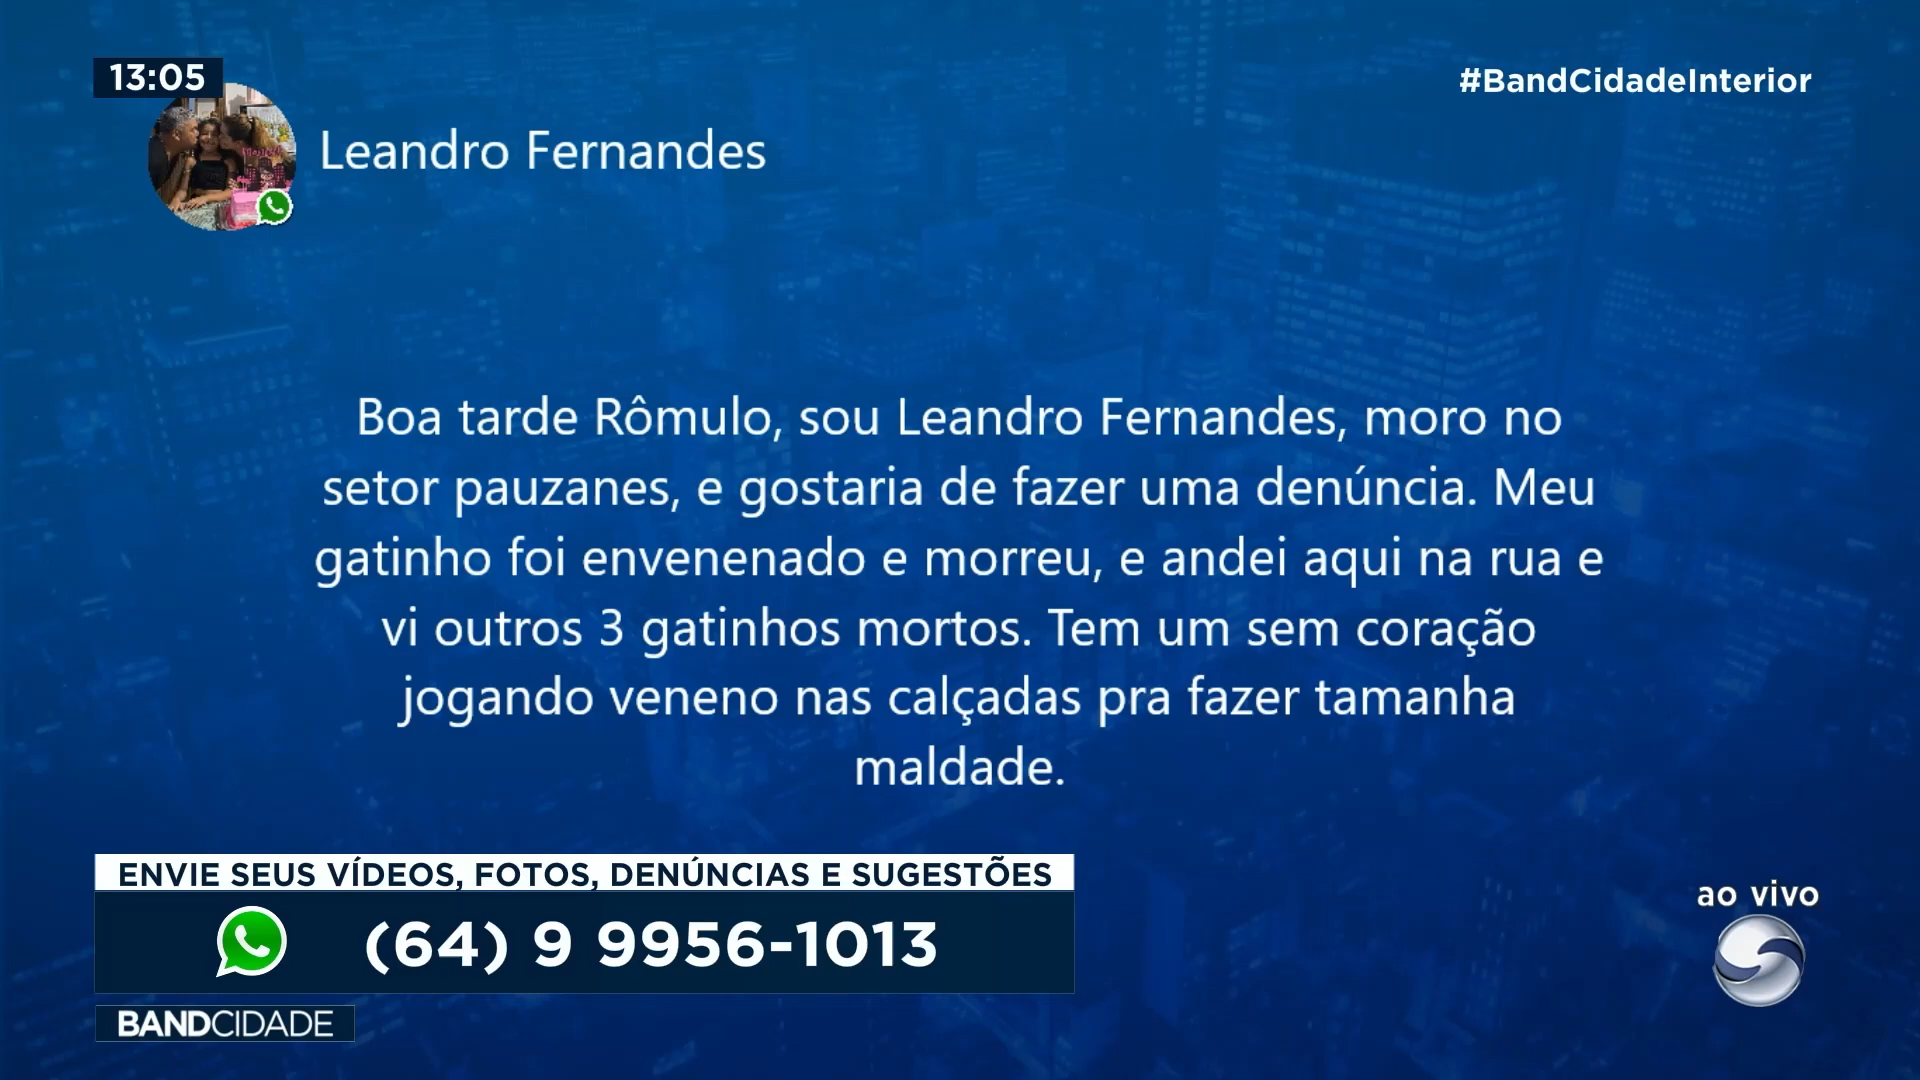 13:05
#BandCidadeInterior
Leandro Fernandes
Boa tarde Rômulo, sou Leandro Fernandes, moro no
setor pauzanes, e gostaria de fazer uma denúncia. Meu
gatinho foi envenenado e morreu, e andei aqui na rua e
vi outros 3 gatinhos mortos. Tem um sem coração
jogando veneno nas calçadas pra fazer tamanha
maldade.
ENVIE SEUS VÍDEOS, FOTOS, DENÚNCIAS E SUGESTÕES
(64) 9 9956-1013
ao vivo
BANDCIDADE